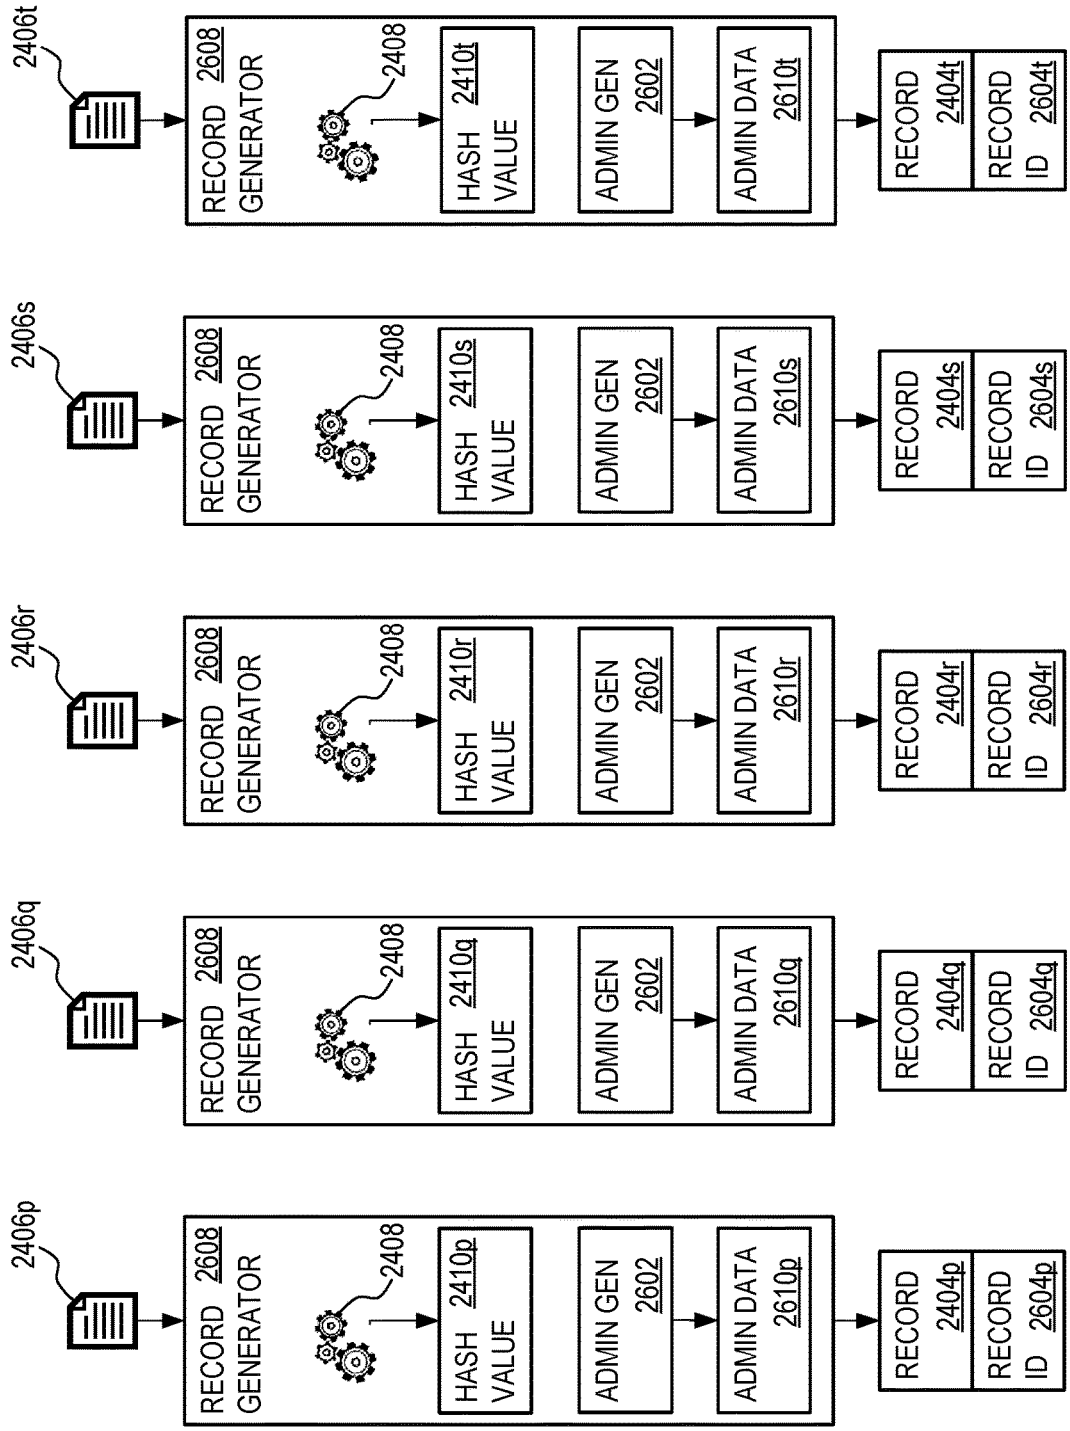 2406p
RECORD 2608
GENERATOR
2408
HASH 2410p
VALUE
ADMIN GEN
2602
ADMIN DATA
2610p
RECORD
2404p
RECORD
ID 2604p
2406q
RECORD 2608
GENERATOR
2408
HASH 2410q
VALUE
ADMIN GEN
2602
ADMIN DATA
2610q
RECORD
2404q
RECORD
ID 2604q
2406r
RECORD 2608
GENERATOR
2408
HASH 2410r
VALUE
ADMIN GEN
2602
ADMIN DATA
2610r
RECORD
2404r
RECORD
ID 2604r
2406s
RECORD 2608
GENERATOR
2408
HASH 2410s
VALUE
ADMIN GEN
2602
ADMIN DATA
2610s
RECORD
2404s
RECORD
ID 2604s
2406t
RECORD 2608
GENERATOR
2408
HASH 2410t
VALUE
ADMIN GEN
2602
ADMIN DATA
2610t
RECORD
2404t
RECORD
ID 2604t